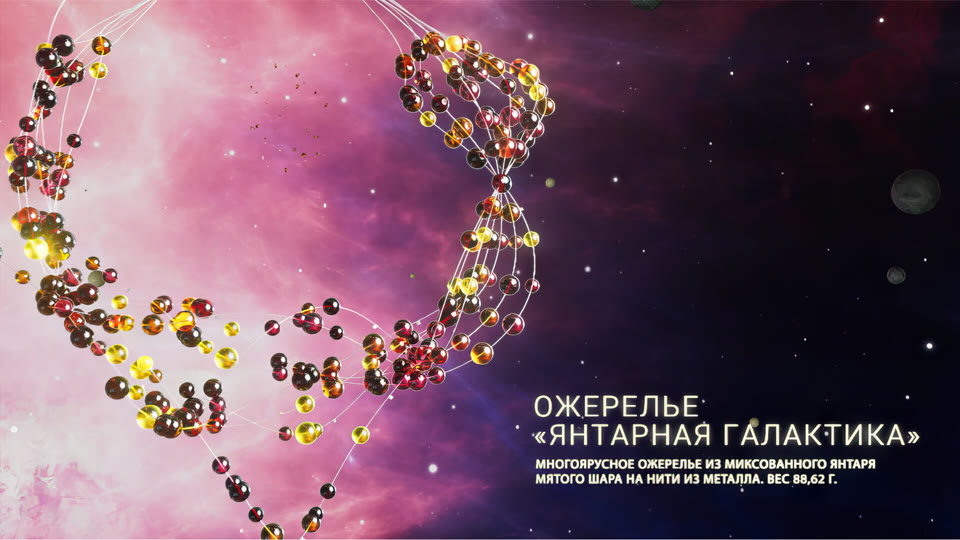 ОЖЕРЕЛЬЕ
«ЯНТАРНАЯ ГАЛАКТИКА»
МНОГОЯРУСНОЕ ОЖЕРЕЛЬЕ ИЗ МИКСОВАННОГО ЯНТАРЯ
МЯТОГО ШАРА НА НИТИ ИЗ МЕТАЛЛА. ВЕС 88,62 Г.